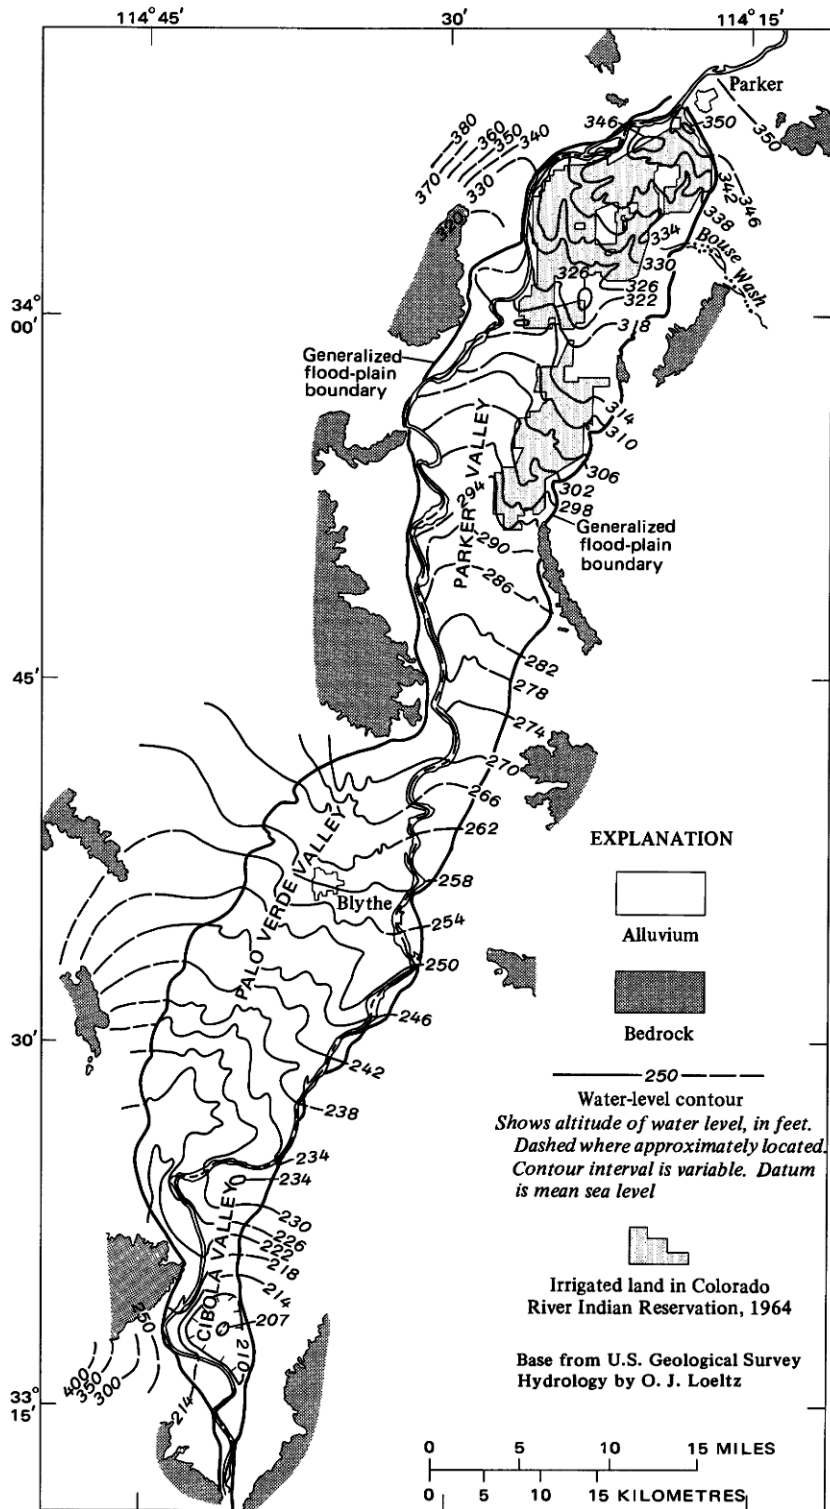 114° 45′
30′
114° 15′
Parker
346
350
350
380
360
350
340
370
330
320
342
346
338
334
Bouse Wash
330
326
326
322
318
34°
00′
Generalized
flood-plain
boundary
314
310
PARKER VALLEY
306
302
298
294
Generalized
flood-plain
boundary
290
286
282
45′
278
274
270
266
262
EXPLANATION
PALO VERDE VALLEY
258
Blythe
254
Alluvium
250
246
30′
Bedrock
242
250
Water-level contour
238
Shows altitude of water level, in feet.
Dashed where approximately located.
Contour interval is variable. Datum
is mean sea level
234
234
230
226
222
218
214
CIBOLA VALLEY
Irrigated land in Colorado
River Indian Reservation, 1964
250
207
210
400
350
300
214
Base from U.S. Geological Survey
Hydrology by O. J. Loeltz
33°
15′
0 5 10 15 MILES
0 5 10 15 KILOMETRES